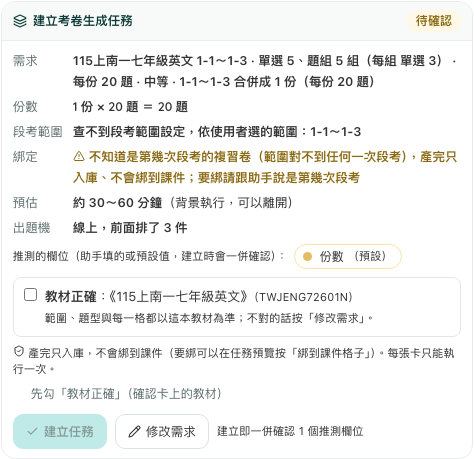 建立考卷生成任務 待確認
需求 115上南一七年級英文 1-1～1-3 · 單選 5、題組 5 組（每組 單選 3） ·
每份 20 題 · 中等 · 1-1～1-3 合併成 1 份（每份 20 題）
份數 1 份 × 20 題 ＝ 20 題
段考範圍 查不到段考範圍設定，依使用者選的範圍：1-1～1-3
綁定 ⚠ 不知道是第幾次段考的複習卷（範圍對不到任何一次段考），產完只
入庫、不會綁到課件；要綁請跟助手說是第幾次段考
預估 約 30～60 分鐘（背景執行，可以離開）
出題機 線上，前面排了 3 件
推測的欄位（助手填的或預設值，建立時會一併確認）： 份數 （預設）
教材正確：《115上南一七年級英文》（TWJENG72601N）
範圍、題型與每一格都以這本教材為準；不對的話按「修改需求」。
產完只入庫，不會綁到課件（要綁可以在任務預覽按「綁到課件格子」）。每張卡只能執
行一次。
先勾「教材正確」（確認卡上的教材）
建立任務 修改需求 建立即一併確認 1 個推測欄位